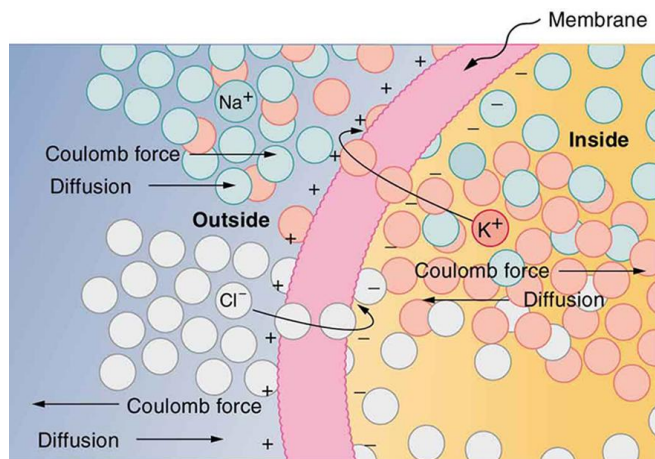 Membrane
Na+
Inside
Coulomb force
Diffusion
Outside
K+
Coulomb force
Cl−
Diffusion
Coulomb force
Diffusion